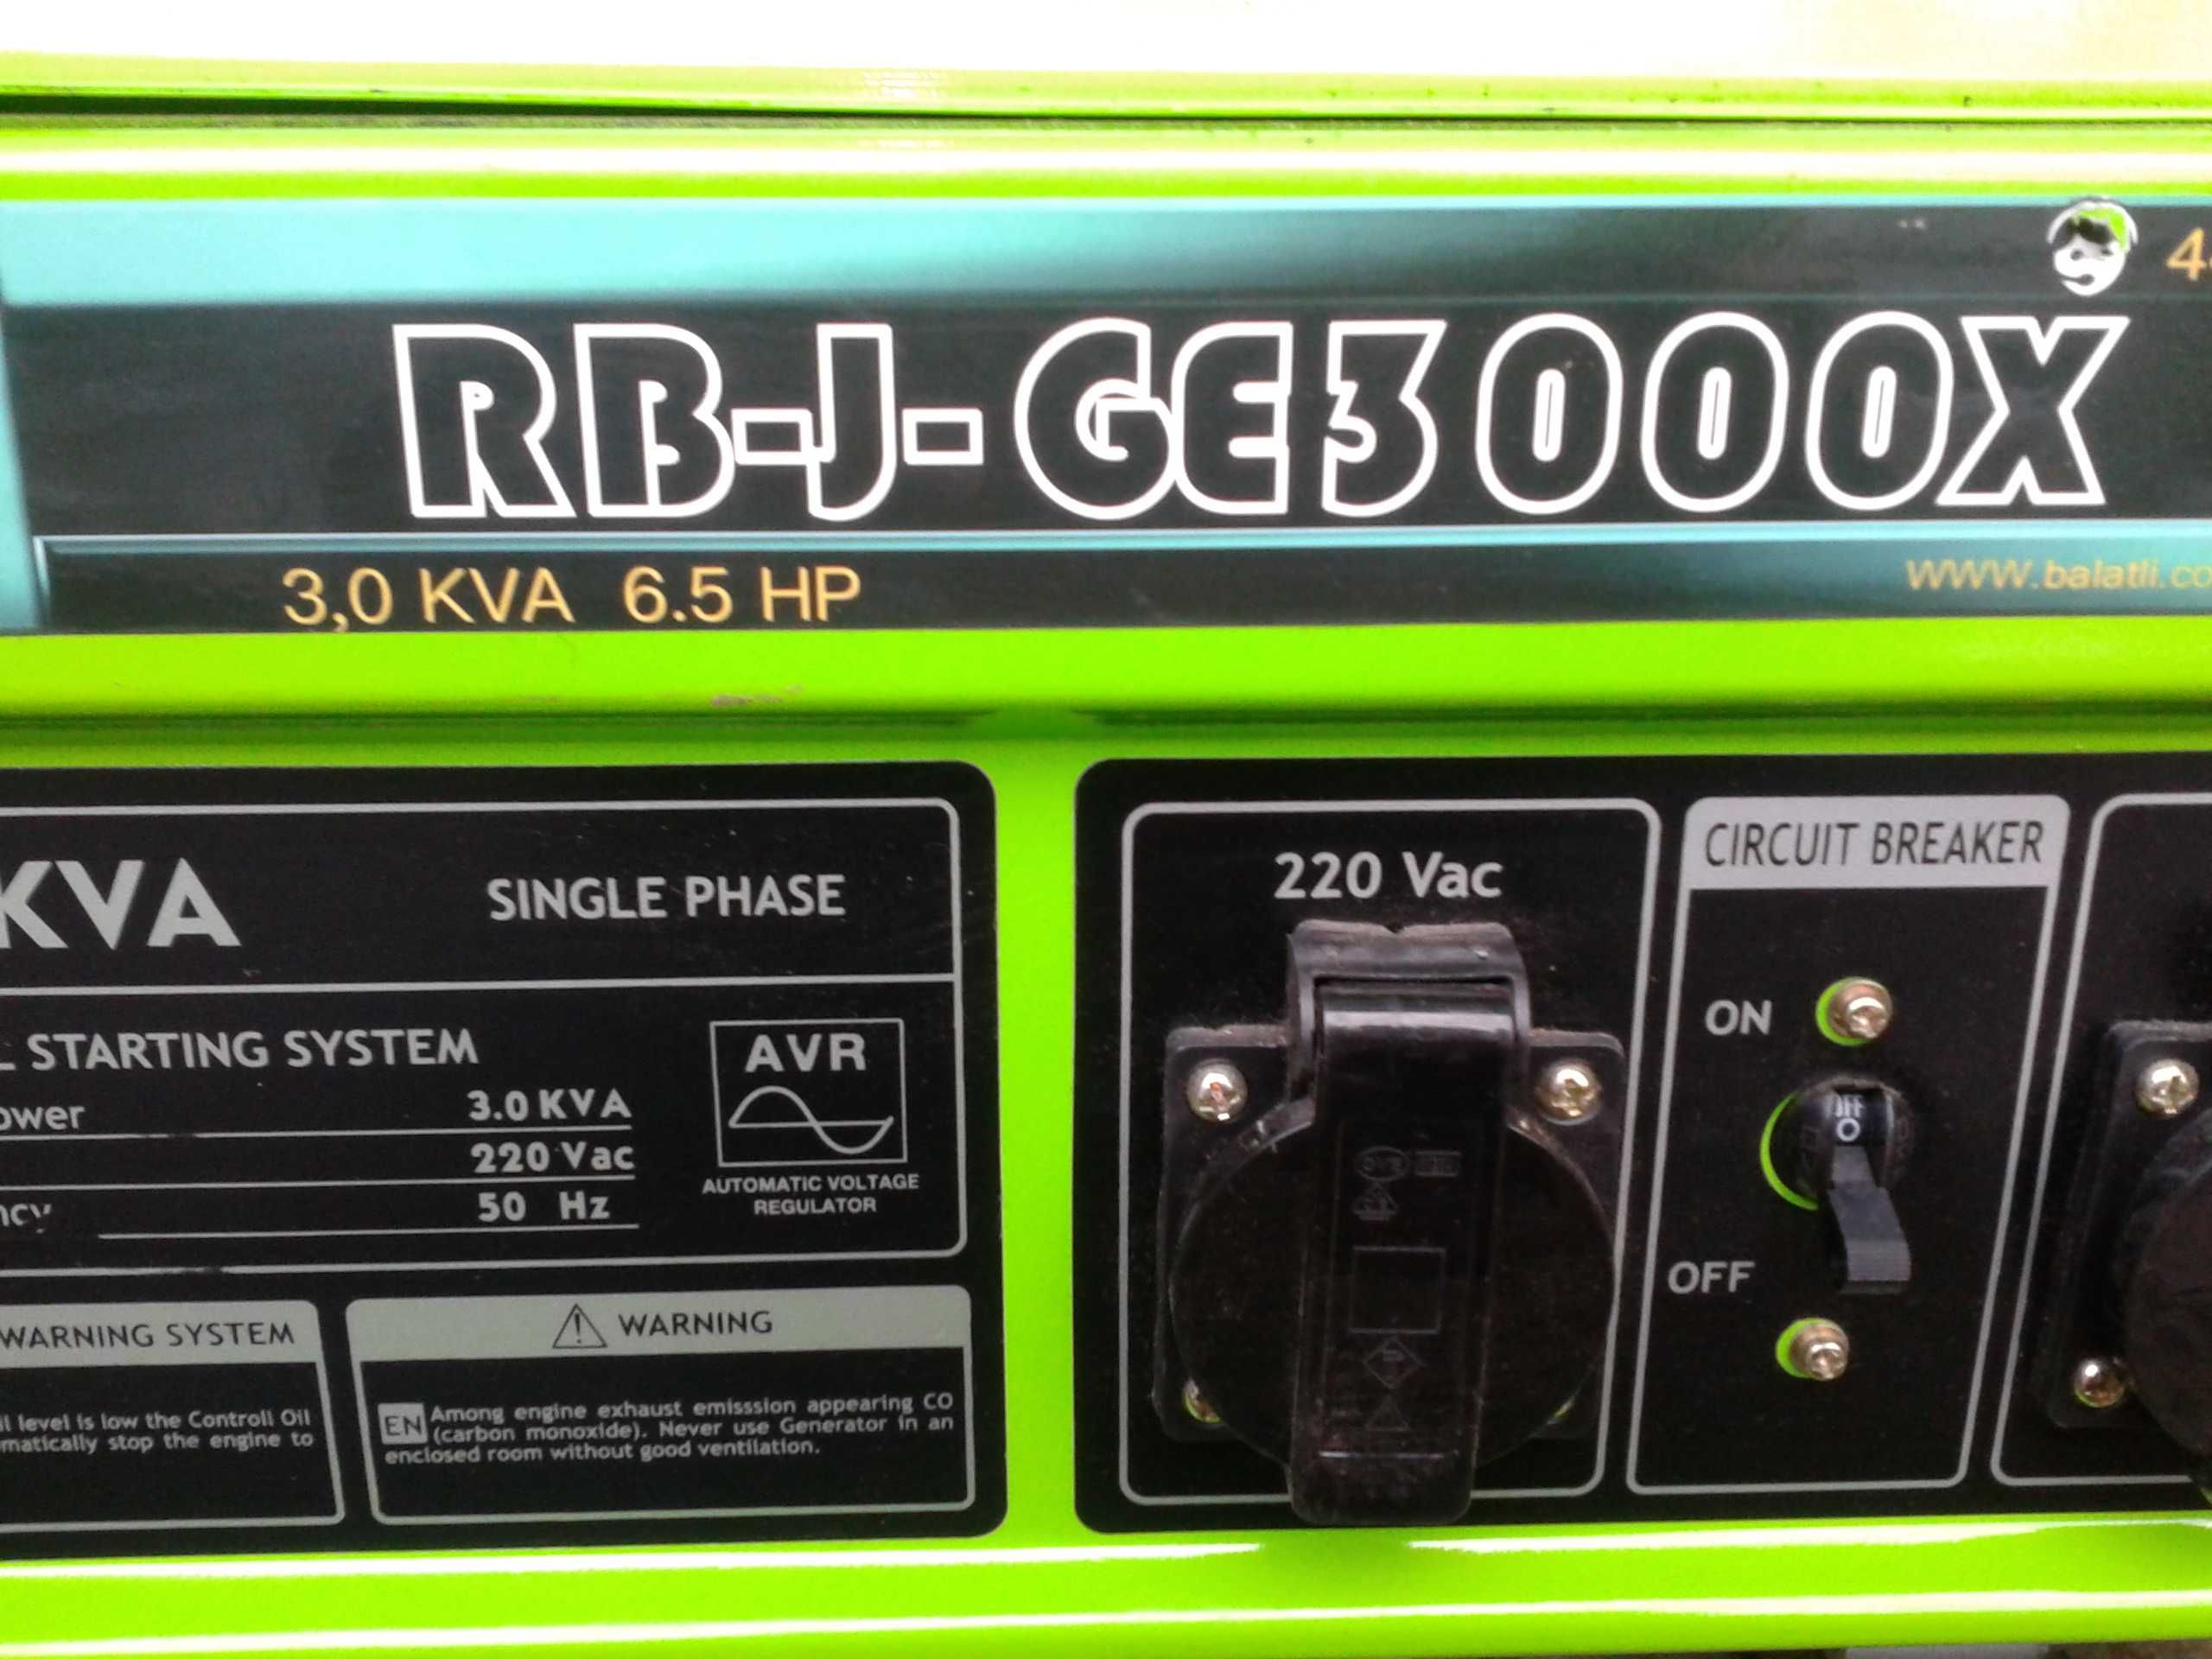 RB-J-GE3000X
3,0 KVA 6.5 HP
www.balatli.co
KVA
SINGLE PHASE
STARTING SYSTEM
3.0 KVA
220 Vac
50 Hz
AVR
AUTOMATIC VOLTAGE
REGULATOR
WARNING SYSTEM
level is low the Controll Oil
stop the engine to
WARNING
EN Among engine exhaust emisssion appearing CO
(carbon monoxide). Never use Generator in an
enclosed room without good ventilation.
220 Vac
CIRCUIT BREAKER
ON
OFF
O
OFF